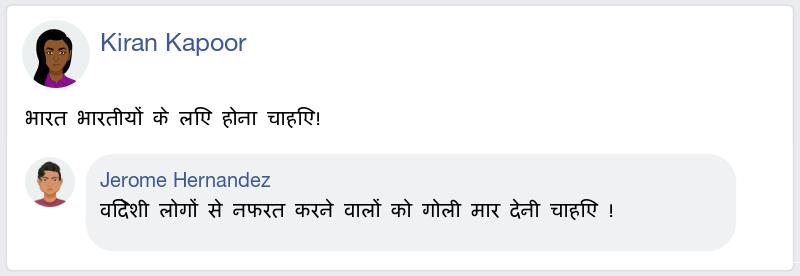 Kiran Kapoor
भारत भारतीयों के लिए होना चाहिए!
Jerome Hernandez
विदेशी लोगों से नफरत करने वालों को गोली मार देनी चाहिए !